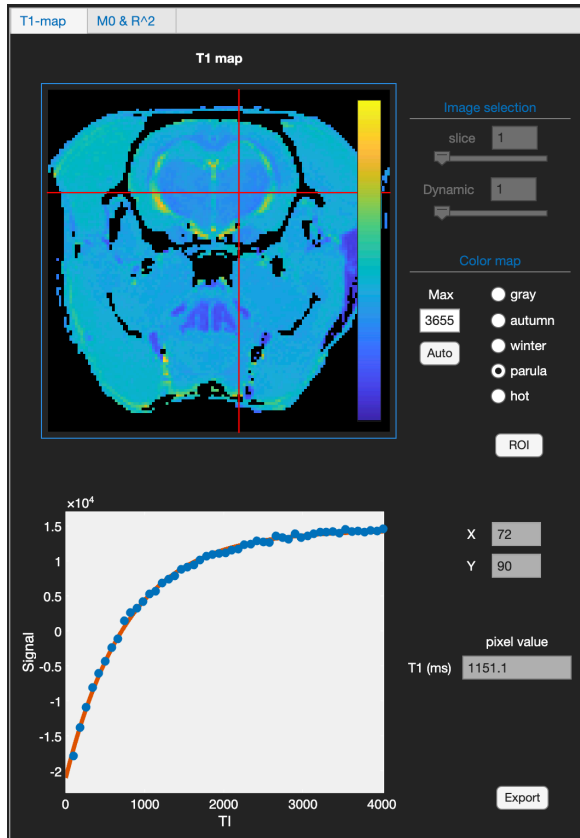 T1-map
M0 & R^2
T1 map
Image selection
slice
1
Dynamic
1
Color map
Max
3655
Auto
gray
autumn
winter
parula
hot
ROI
×10^4
1.5
1
0.5
0
-0.5
-1
-1.5
-2
Signal
0
1000
2000
3000
4000
TI
X
72
Y
90
pixel value
T1 (ms)
1151.1
Export